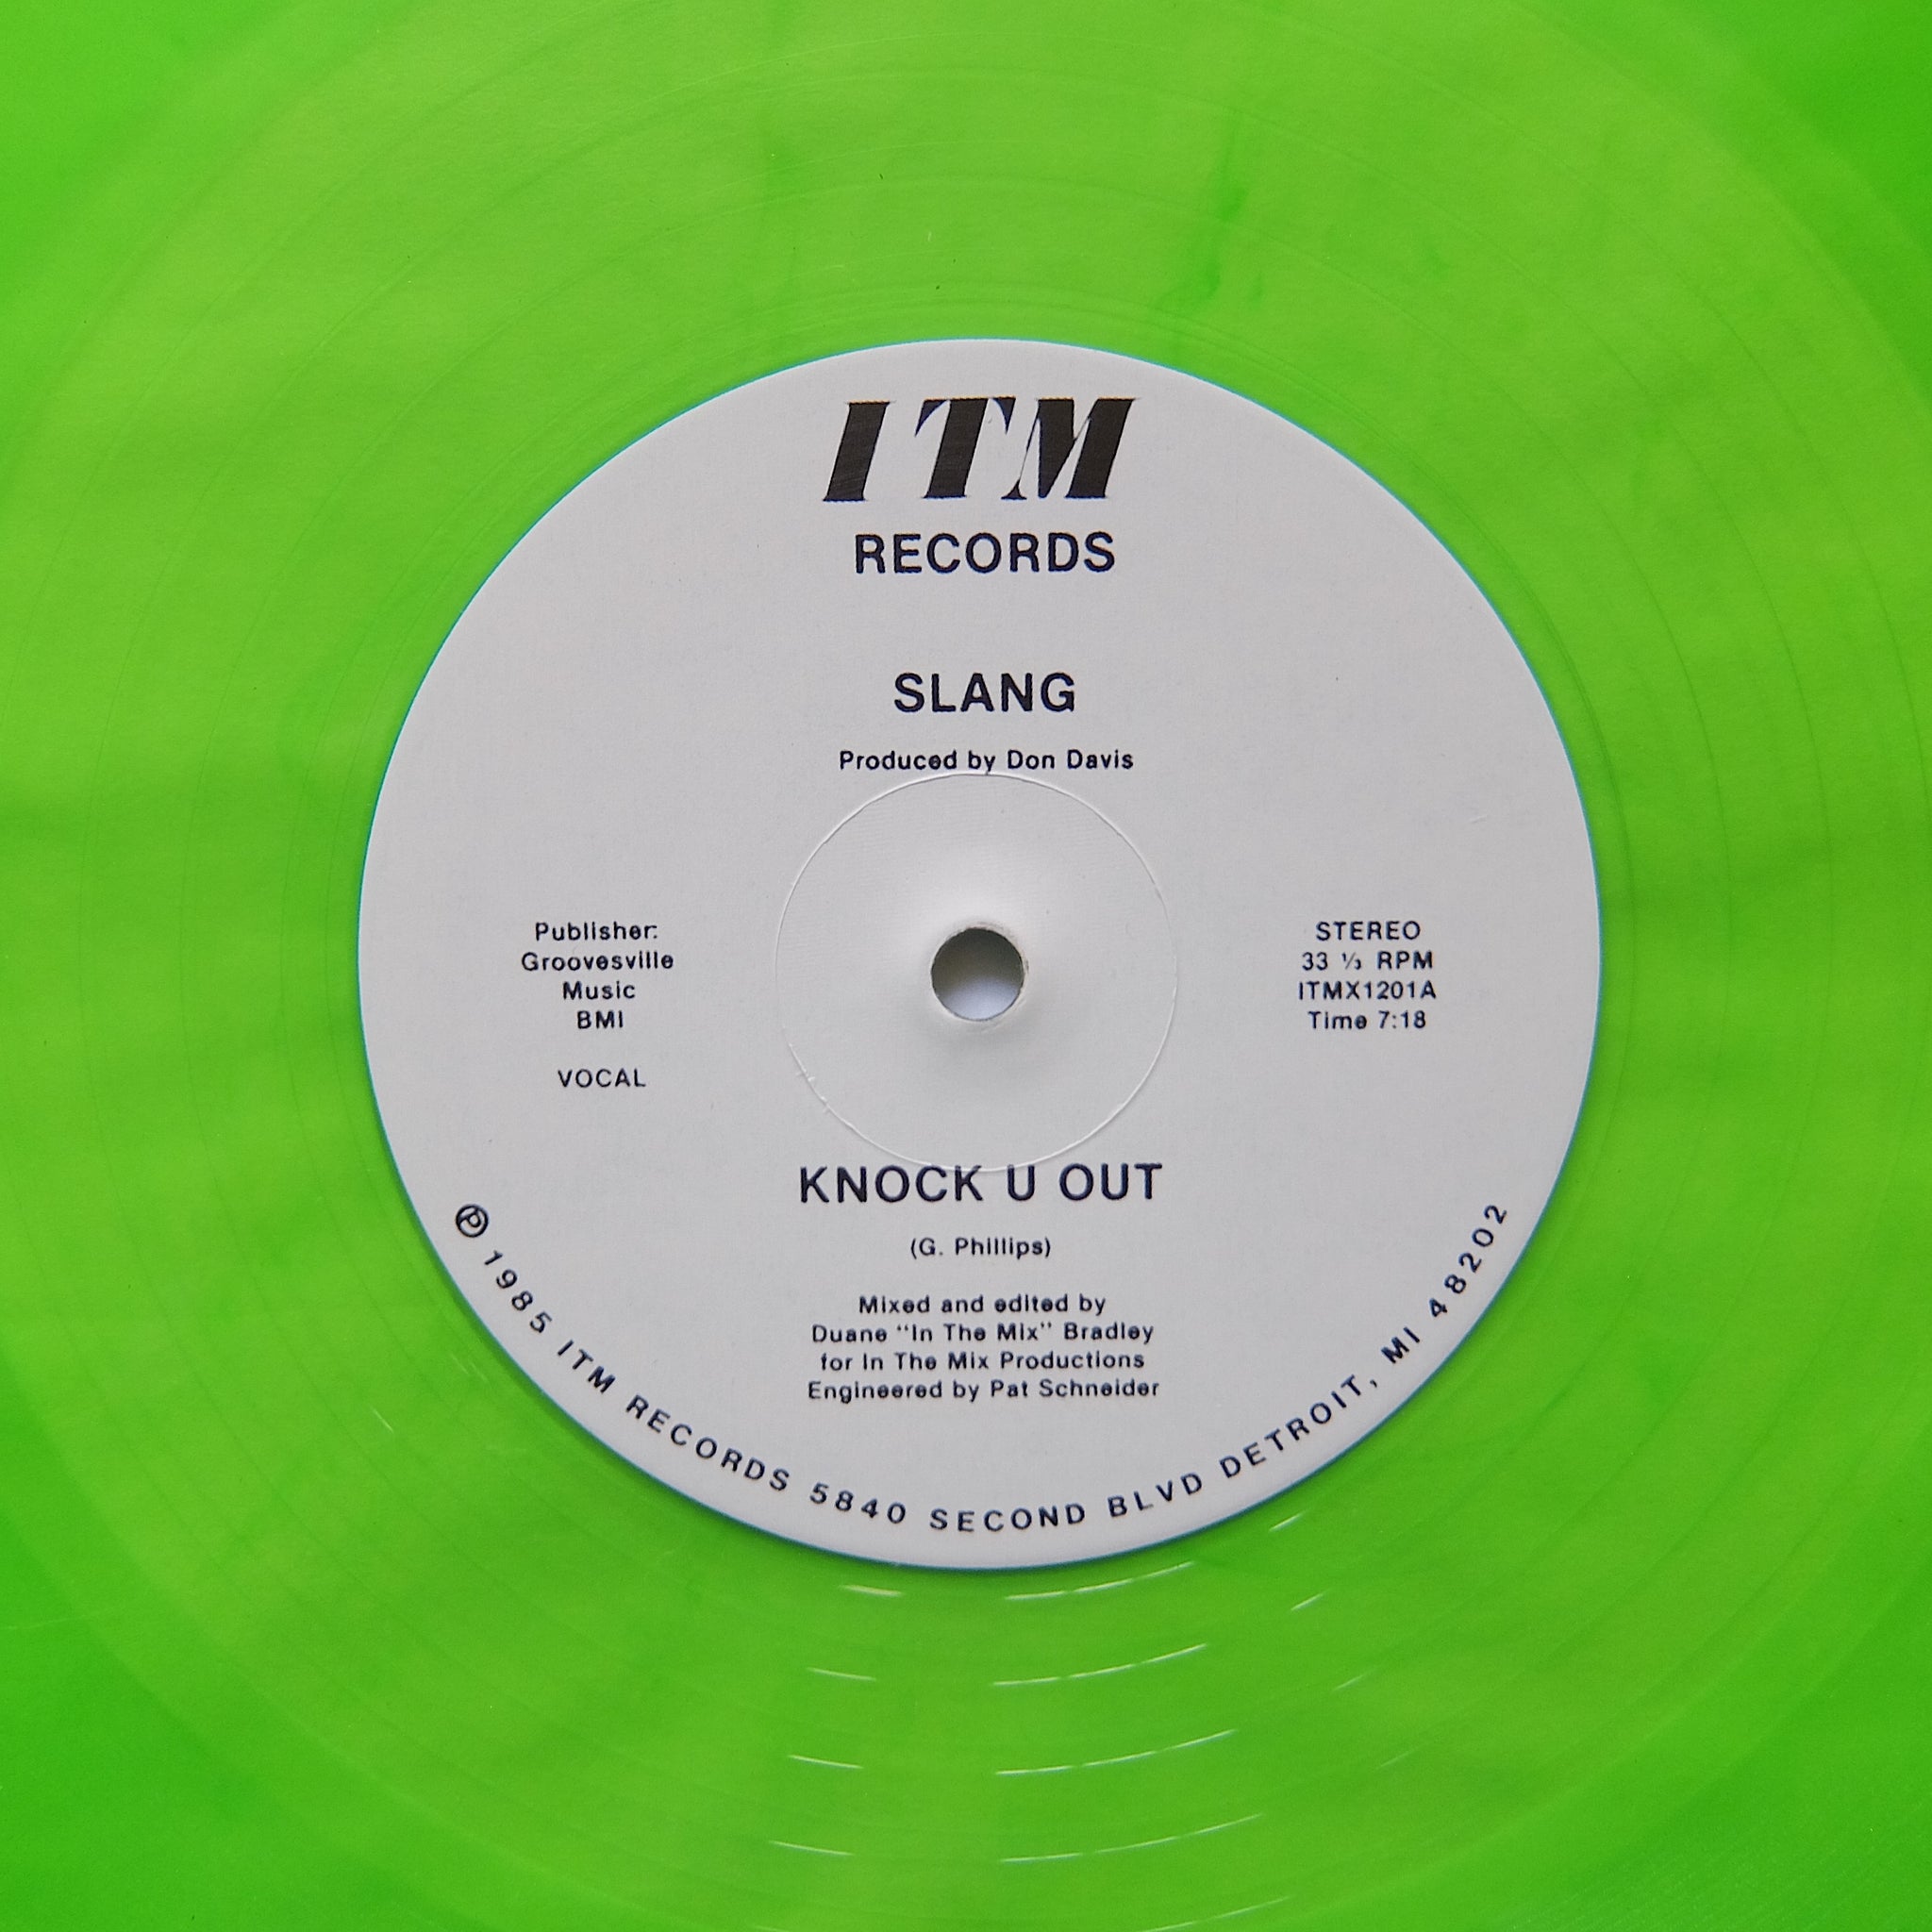 ITM
RECORDS
SLANG
Produced by Don Davis
Publisher:
Groovesville
Music
BMI
VOCAL
STEREO
33 ⅓ RPM
ITMX1201A
Time 7:18
KNOCK U OUT
(G. Phillips)
Mixed and edited by
Duane "In The Mix" Bradley
for In The Mix Productions
Engineered by Pat Schneider
℗ 1985 ITM RECORDS 5840 SECOND BLVD DETROIT, MI 48202